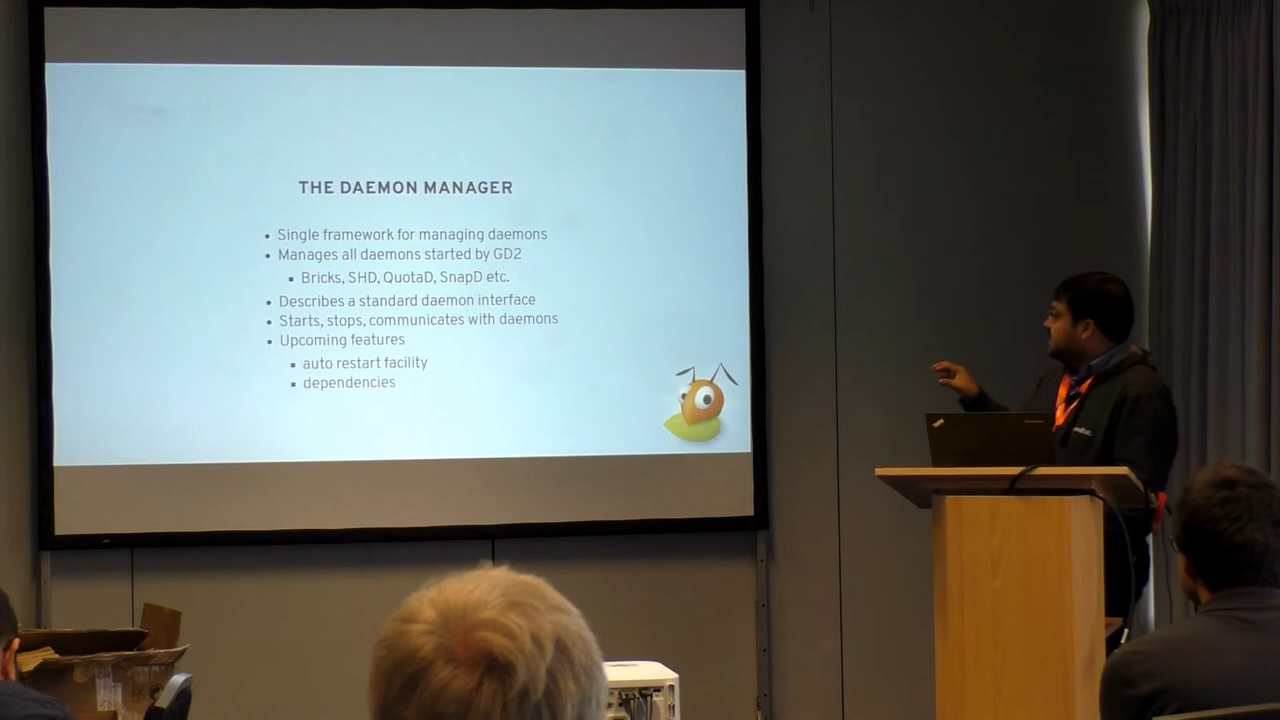 THE DAEMON MANAGER
• Single framework for managing daemons
• Manages all daemons started by GD2
▪ Bricks, SHD, QuotaD, SnapD etc.
• Describes a standard daemon interface
• Starts, stops, communicates with daemons
• Upcoming features
▪ auto restart facility
▪ dependencies